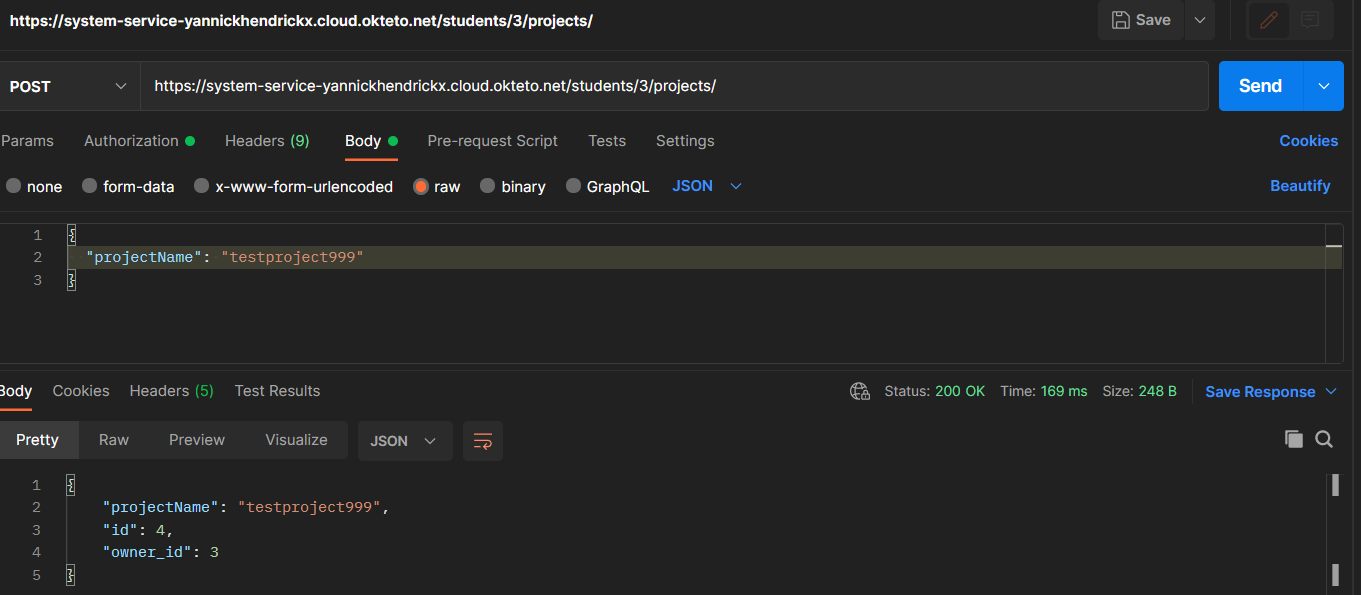 https://system-service-yannickhendrickx.cloud.okteto.net/students/3/projects/
Save
POST
https://system-service-yannickhendrickx.cloud.okteto.net/students/3/projects/
Send
Params Authorization Headers (9) Body Pre-request Script Tests Settings Cookies
none form-data x-www-form-urlencoded raw binary GraphQL JSON Beautify
1 {
2 "projectName": "testproject999"
3 }
Body Cookies Headers (5) Test Results Status: 200 OK Time: 169 ms Size: 248 B Save Response
Pretty Raw Preview Visualize JSON
1 {
2 "projectName": "testproject999",
3 "id": 4,
4 "owner_id": 3
5 }